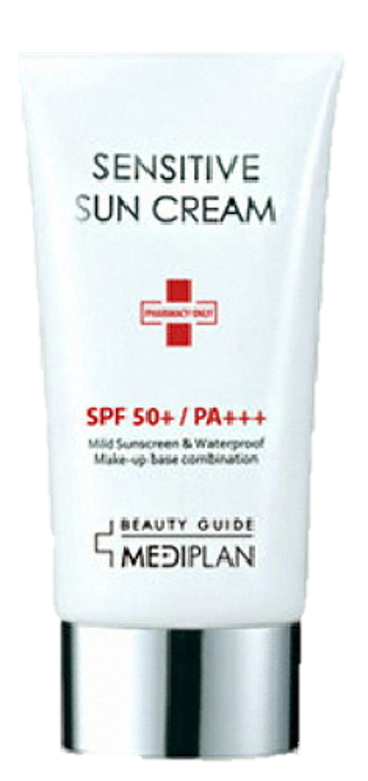 SENSITIVE
SUN CREAM
PHARMACY ONLY
SPF 50+ / PA+++
Mild Sunscreen & Waterproof
Make-up base combination
BEAUTY GUIDE
MEDIPLAN